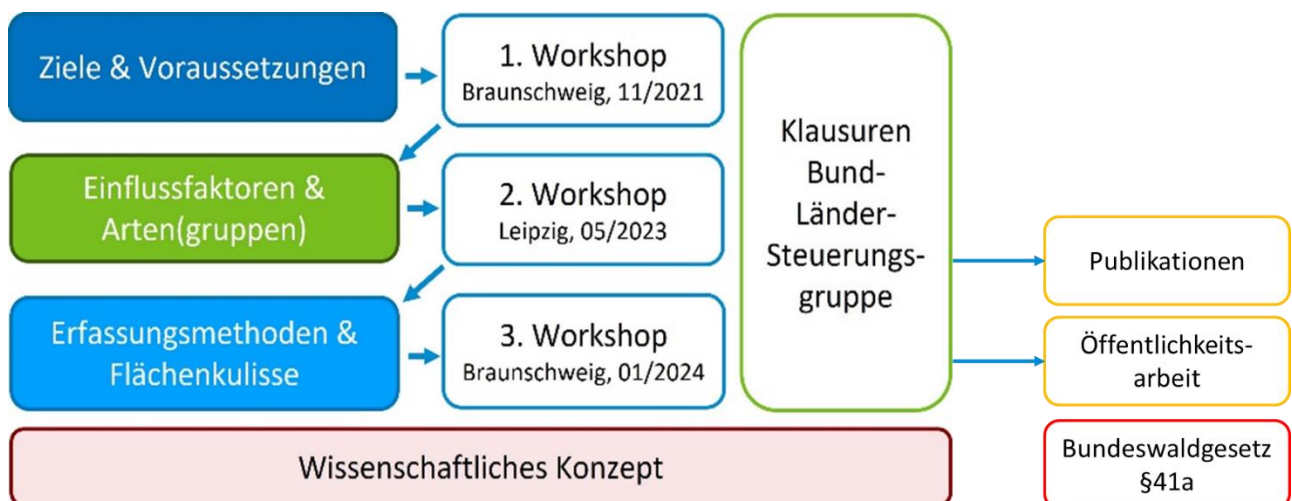 Ziele & Voraussetzungen
1. Workshop
Braunschweig, 11/2021
Einflussfaktoren &
Arten(gruppen)
2. Workshop
Leipzig, 05/2023
Erfassungsmethoden &
Flächenkulisse
3. Workshop
Braunschweig, 01/2024
Klausuren
Bund-
Länder-
Steuerungs-
gruppe
Publikationen
Öffentlichkeits-
arbeit
Wissenschaftliches Konzept
Bundeswaldgesetz
§41a